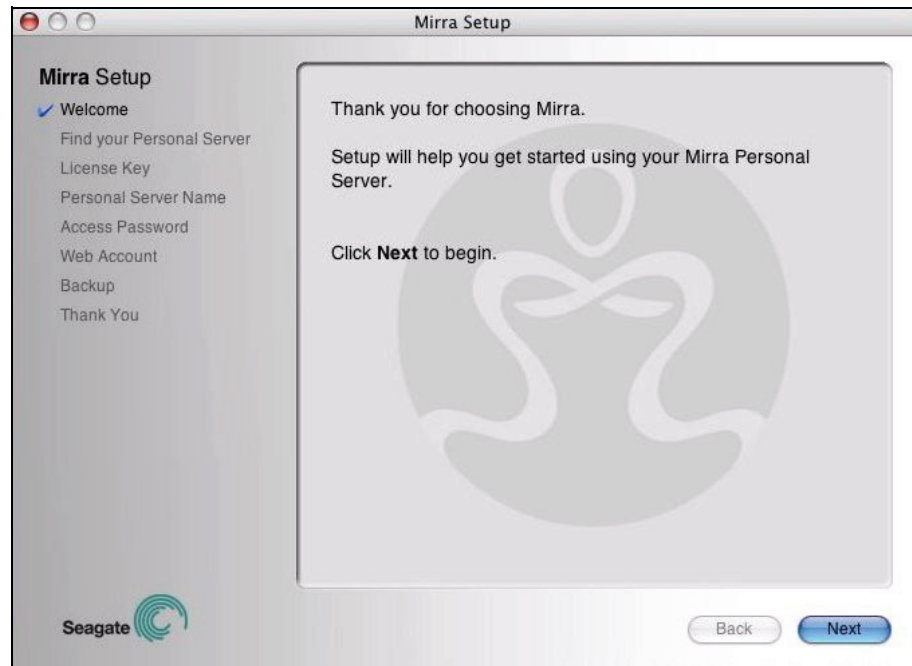 Mirra Setup
Mirra Setup
Welcome
Find your Personal Server
License Key
Personal Server Name
Access Password
Web Account
Backup
Thank You
Thank you for choosing Mirra.
Setup will help you get started using your Mirra Personal
Server.
Click Next to begin.
Seagate
Back
Next